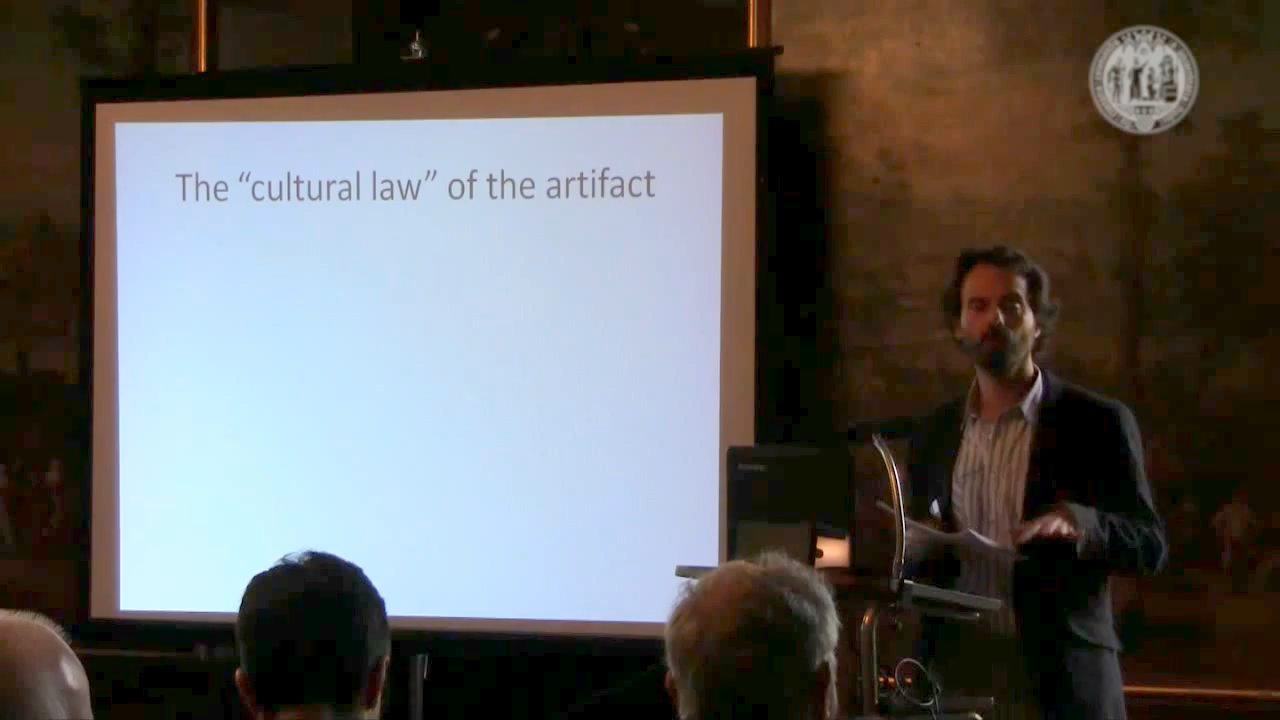 The “cultural law” of the artifact